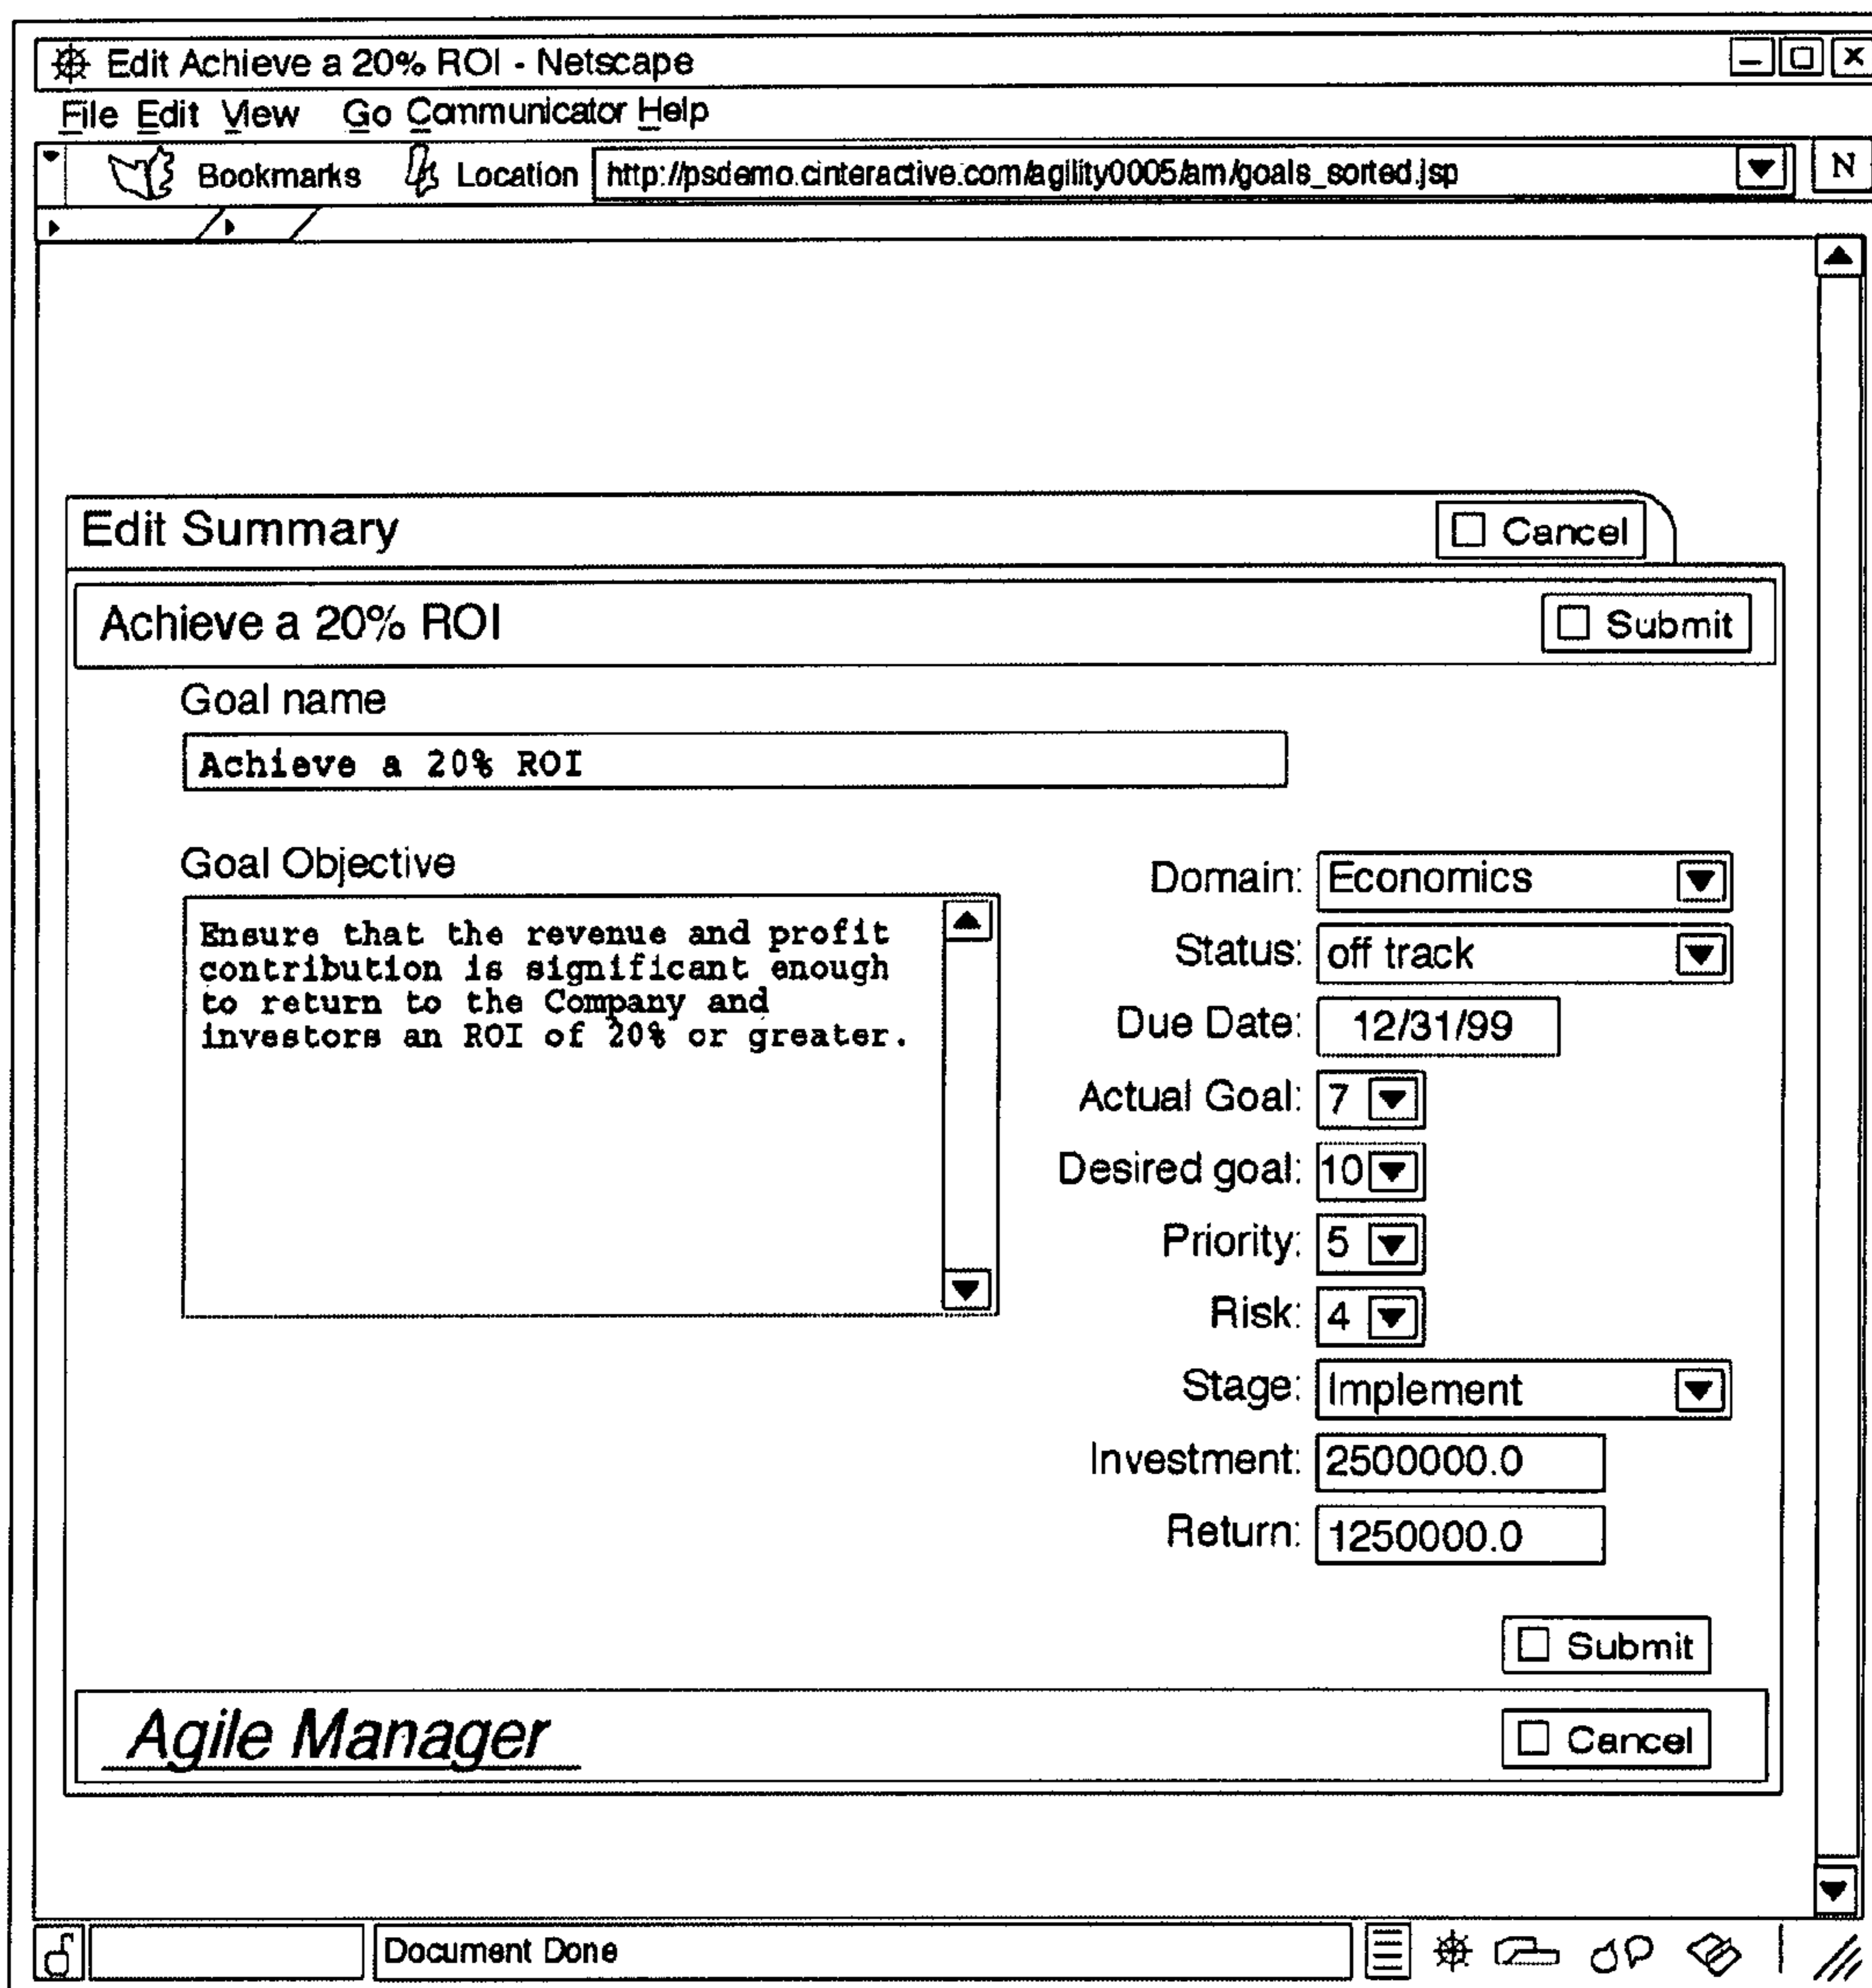 Edit Achieve a 20% ROI - Netscape
File Edit View Go Communicator Help
Bookmarks Location http://psdemo.cinteractive.com/agility0005/am/goals_sorted.jsp N
Edit Summary Cancel
Achieve a 20% ROI Submit
Goal name
Achieve a 20% ROI
Goal Objective
Ensure that the revenue and profit
contribution is significant enough
to return to the Company and
investors an ROI of 20% or greater.
Domain: Economics
Status: off track
Due Date: 12/31/99
Actual Goal: 7
Desired goal: 10
Priority: 5
Risk: 4
Stage: Implement
Investment: 2500000.0
Return: 1250000.0
Submit
Agile Manager Cancel
Document Done